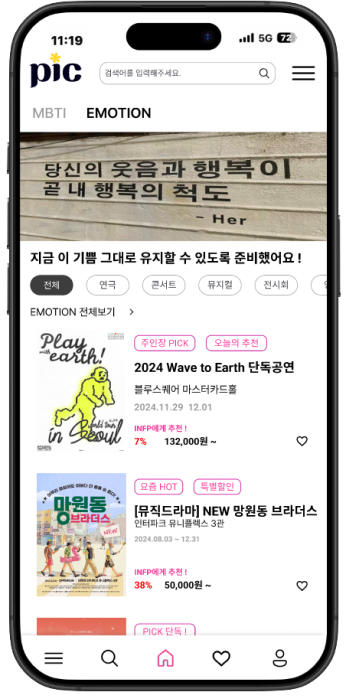 11:19
5G 72
pic
검색어를 입력해주세요.
MBTI EMOTION
당신의 웃음과 행복이
곧 내 행복의 척도
- Her
지금 이 기쁨 그대로 유지할 수 있도록 준비했어요 !
전체 연극 콘서트 뮤지컬 전시회
EMOTION 전체보기 >
Play
with earth!
world tour
in Seoul
주인장 PICK 오늘의 추천
2024 Wave to Earth 단독공연
블루스퀘어 마스터카드홀
2024.11.29 12.01
INFP에게 추천 !
7% 132,000원 ~
망원동
브라더스
NEW
요즘 HOT 특별할인
[뮤직드라마] NEW 망원동 브라더스
인터파크 유니플렉스 3관
2024.08.03 ~ 12.31
INFP에게 추천 !
38% 50,000원 ~
PICK 단독 !